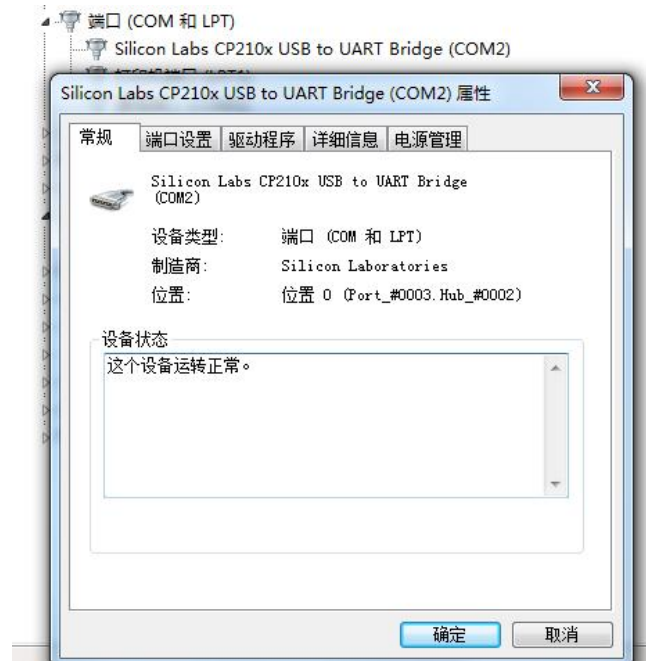 端口 (COM 和 LPT)
Silicon Labs CP210x USB to UART Bridge (COM2)
Silicon Labs CP210x USB to UART Bridge (COM2) 属性
常规 端口设置 驱动程序 详细信息 电源管理
Silicon Labs CP210x USB to UART Bridge
(COM2)
设备类型: 端口 (COM 和 LPT)
制造商: Silicon Laboratories
位置: 位置 0 (Port_#0003.Hub_#0002)
设备状态
这个设备运转正常。
确定 取消